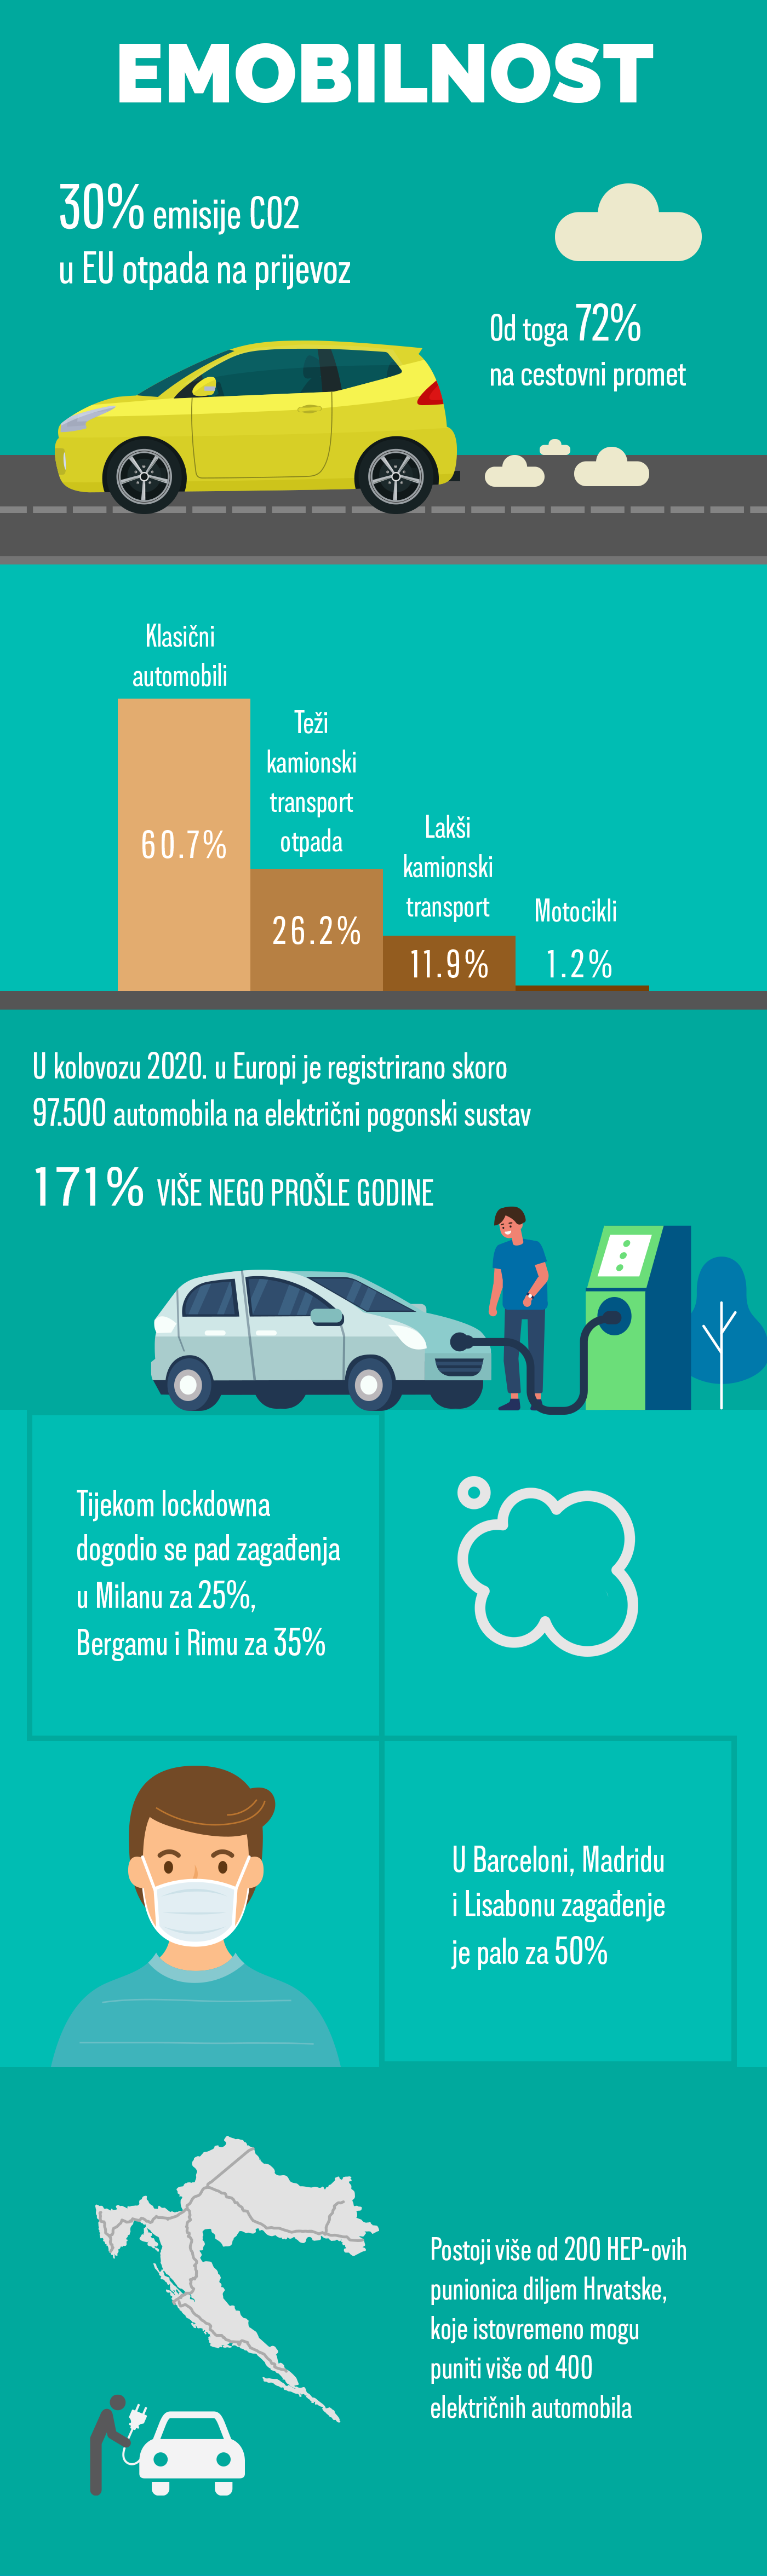 EMOBILNOST
30% emisije CO2
u EU otpada na prijevoz
Od toga 72%
na cestovni promet
Klasični
automobili
60.7%
Teži
kamionski
transport
otpada
26.2%
Lakši
kamionski
transport
11.9%
Motocikli
1.2%
U kolovozu 2020. u Europi je registrirano skoro
97.500 automobila na električni pogonski sustav
171% VIŠE NEGO PROŠLE GODINE
Tijekom lockdowna
dogodio se pad zagađenja
u Milanu za 25%,
Bergamu i Rimu za 35%
U Barceloni, Madridu
i Lisabonu zagađenje
je palo za 50%
Postoji više od 200 HEP-ovih
punionica diljem Hrvatske,
koje istovremeno mogu
puniti više od 400
električnih automobila